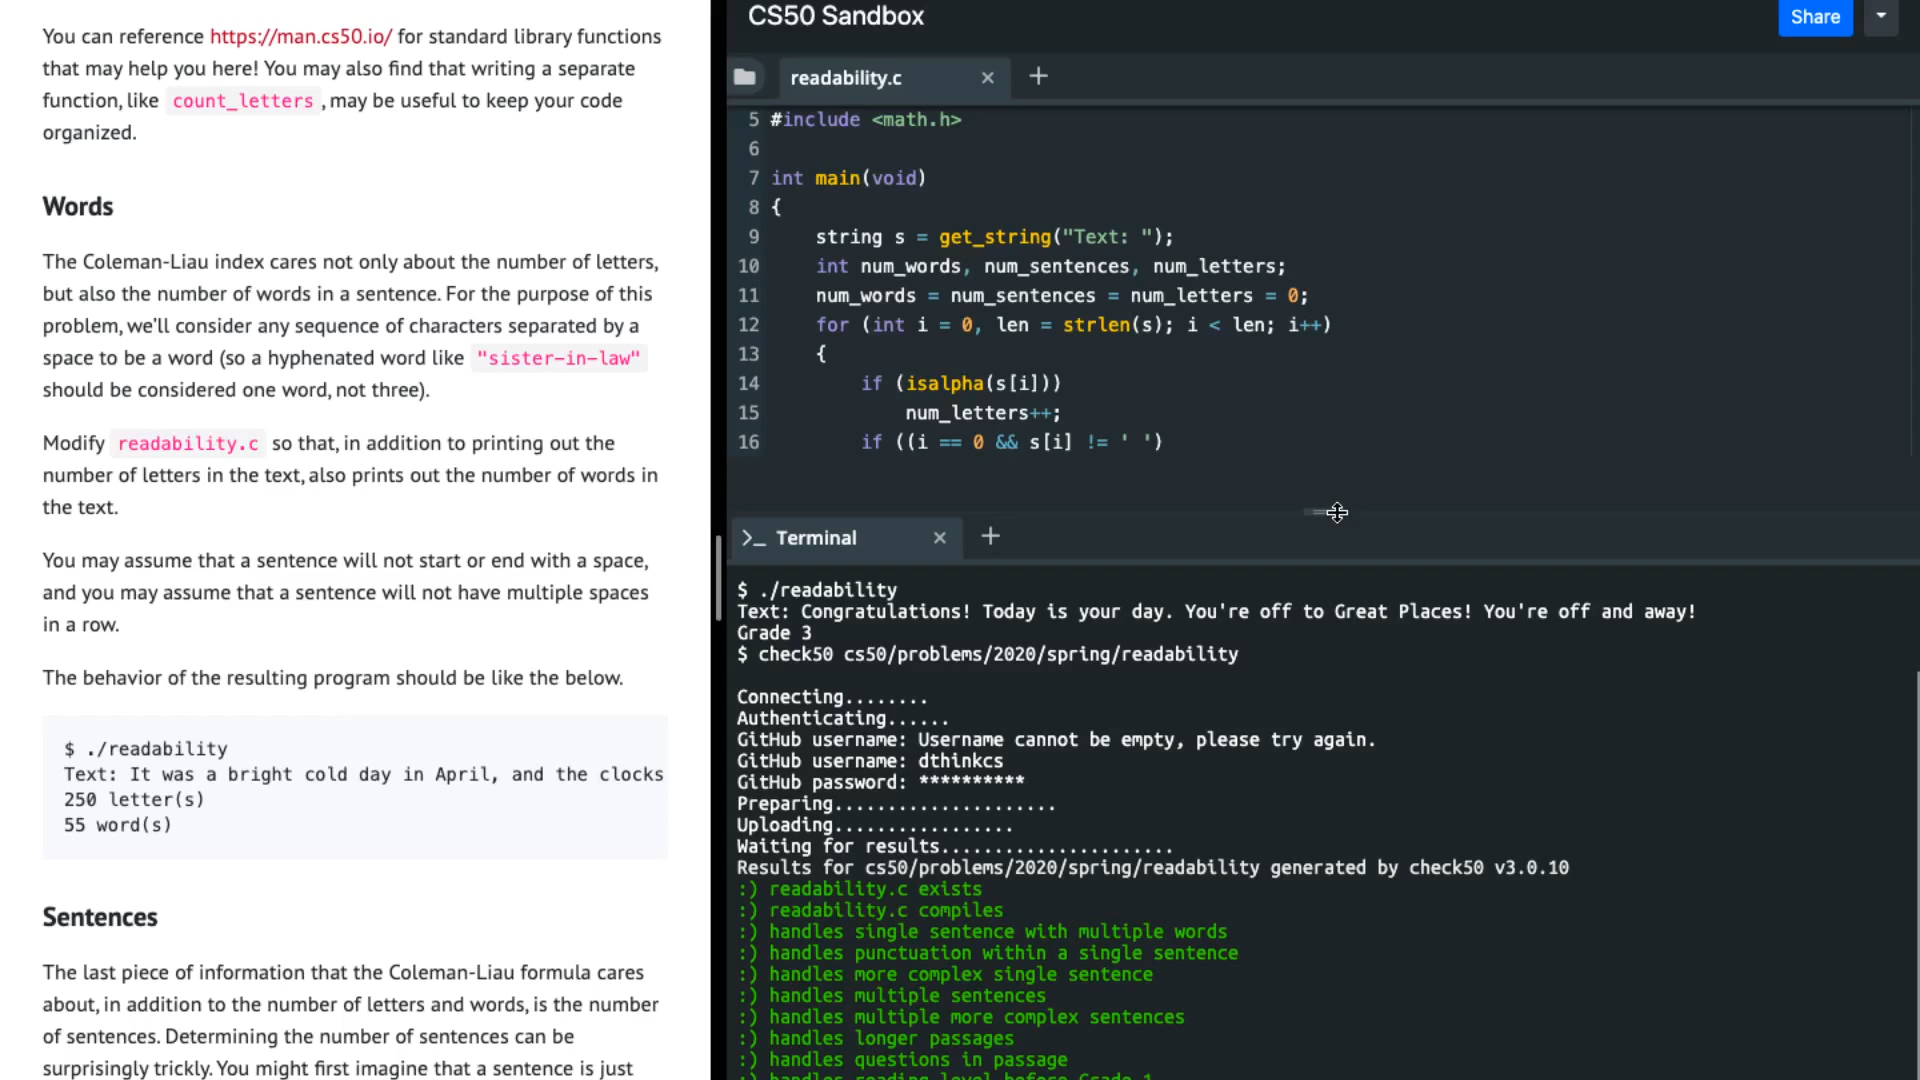 You can reference https://man.cs50.io/ for standard library functions
that may help you here! You may also find that writing a separate
function, like count_letters , may be useful to keep your code
organized.
Words
The Coleman-Liau index cares not only about the number of letters,
but also the number of words in a sentence. For the purpose of this
problem, we'll consider any sequence of characters separated by a
space to be a word (so a hyphenated word like "sister-in-law"
should be considered one word, not three).
Modify readability.c so that, in addition to printing out the
number of letters in the text, also prints out the number of words in
the text.
You may assume that a sentence will not start or end with a space,
and you may assume that a sentence will not have multiple spaces
in a row.
The behavior of the resulting program should be like the below.
$ ./readability
Text: It was a bright cold day in April, and the clocks
250 letter(s)
55 word(s)
Sentences
The last piece of information that the Coleman-Liau formula cares
about, in addition to the number of letters and words, is the number
of sentences. Determining the number of sentences can be
surprisingly trickly. You might first imagine that a sentence is just
CS50 Sandbox
Share
readability.c
5 #include <math.h>
6
7 int main(void)
8 {
9 string s = get_string("Text: ");
10 int num_words, num_sentences, num_letters;
11 num_words = num_sentences = num_letters = 0;
12 for (int i = 0, len = strlen(s); i < len; i++)
13 {
14 if (isalpha(s[i]))
15 num_letters++;
16 if ((i == 0 && s[i] != ' ')
>_ Terminal
$ ./readability
Text: Congratulations! Today is your day. You're off to Great Places! You're off and away!
Grade 3
$ check50 cs50/problems/2020/spring/readability
Connecting........
Authenticating......
GitHub username: Username cannot be empty, please try again.
GitHub username: dthinkcs
GitHub password: **********
Preparing.....................
Uploading.................
Waiting for results......................
Results for cs50/problems/2020/spring/readability generated by check50 v3.0.10
:) readability.c exists
:) readability.c compiles
:) handles single sentence with multiple words
:) handles punctuation within a single sentence
:) handles more complex single sentence
:) handles multiple sentences
:) handles multiple more complex sentences
:) handles longer passages
:) handles questions in passage
:) handles reading level before Grade 1